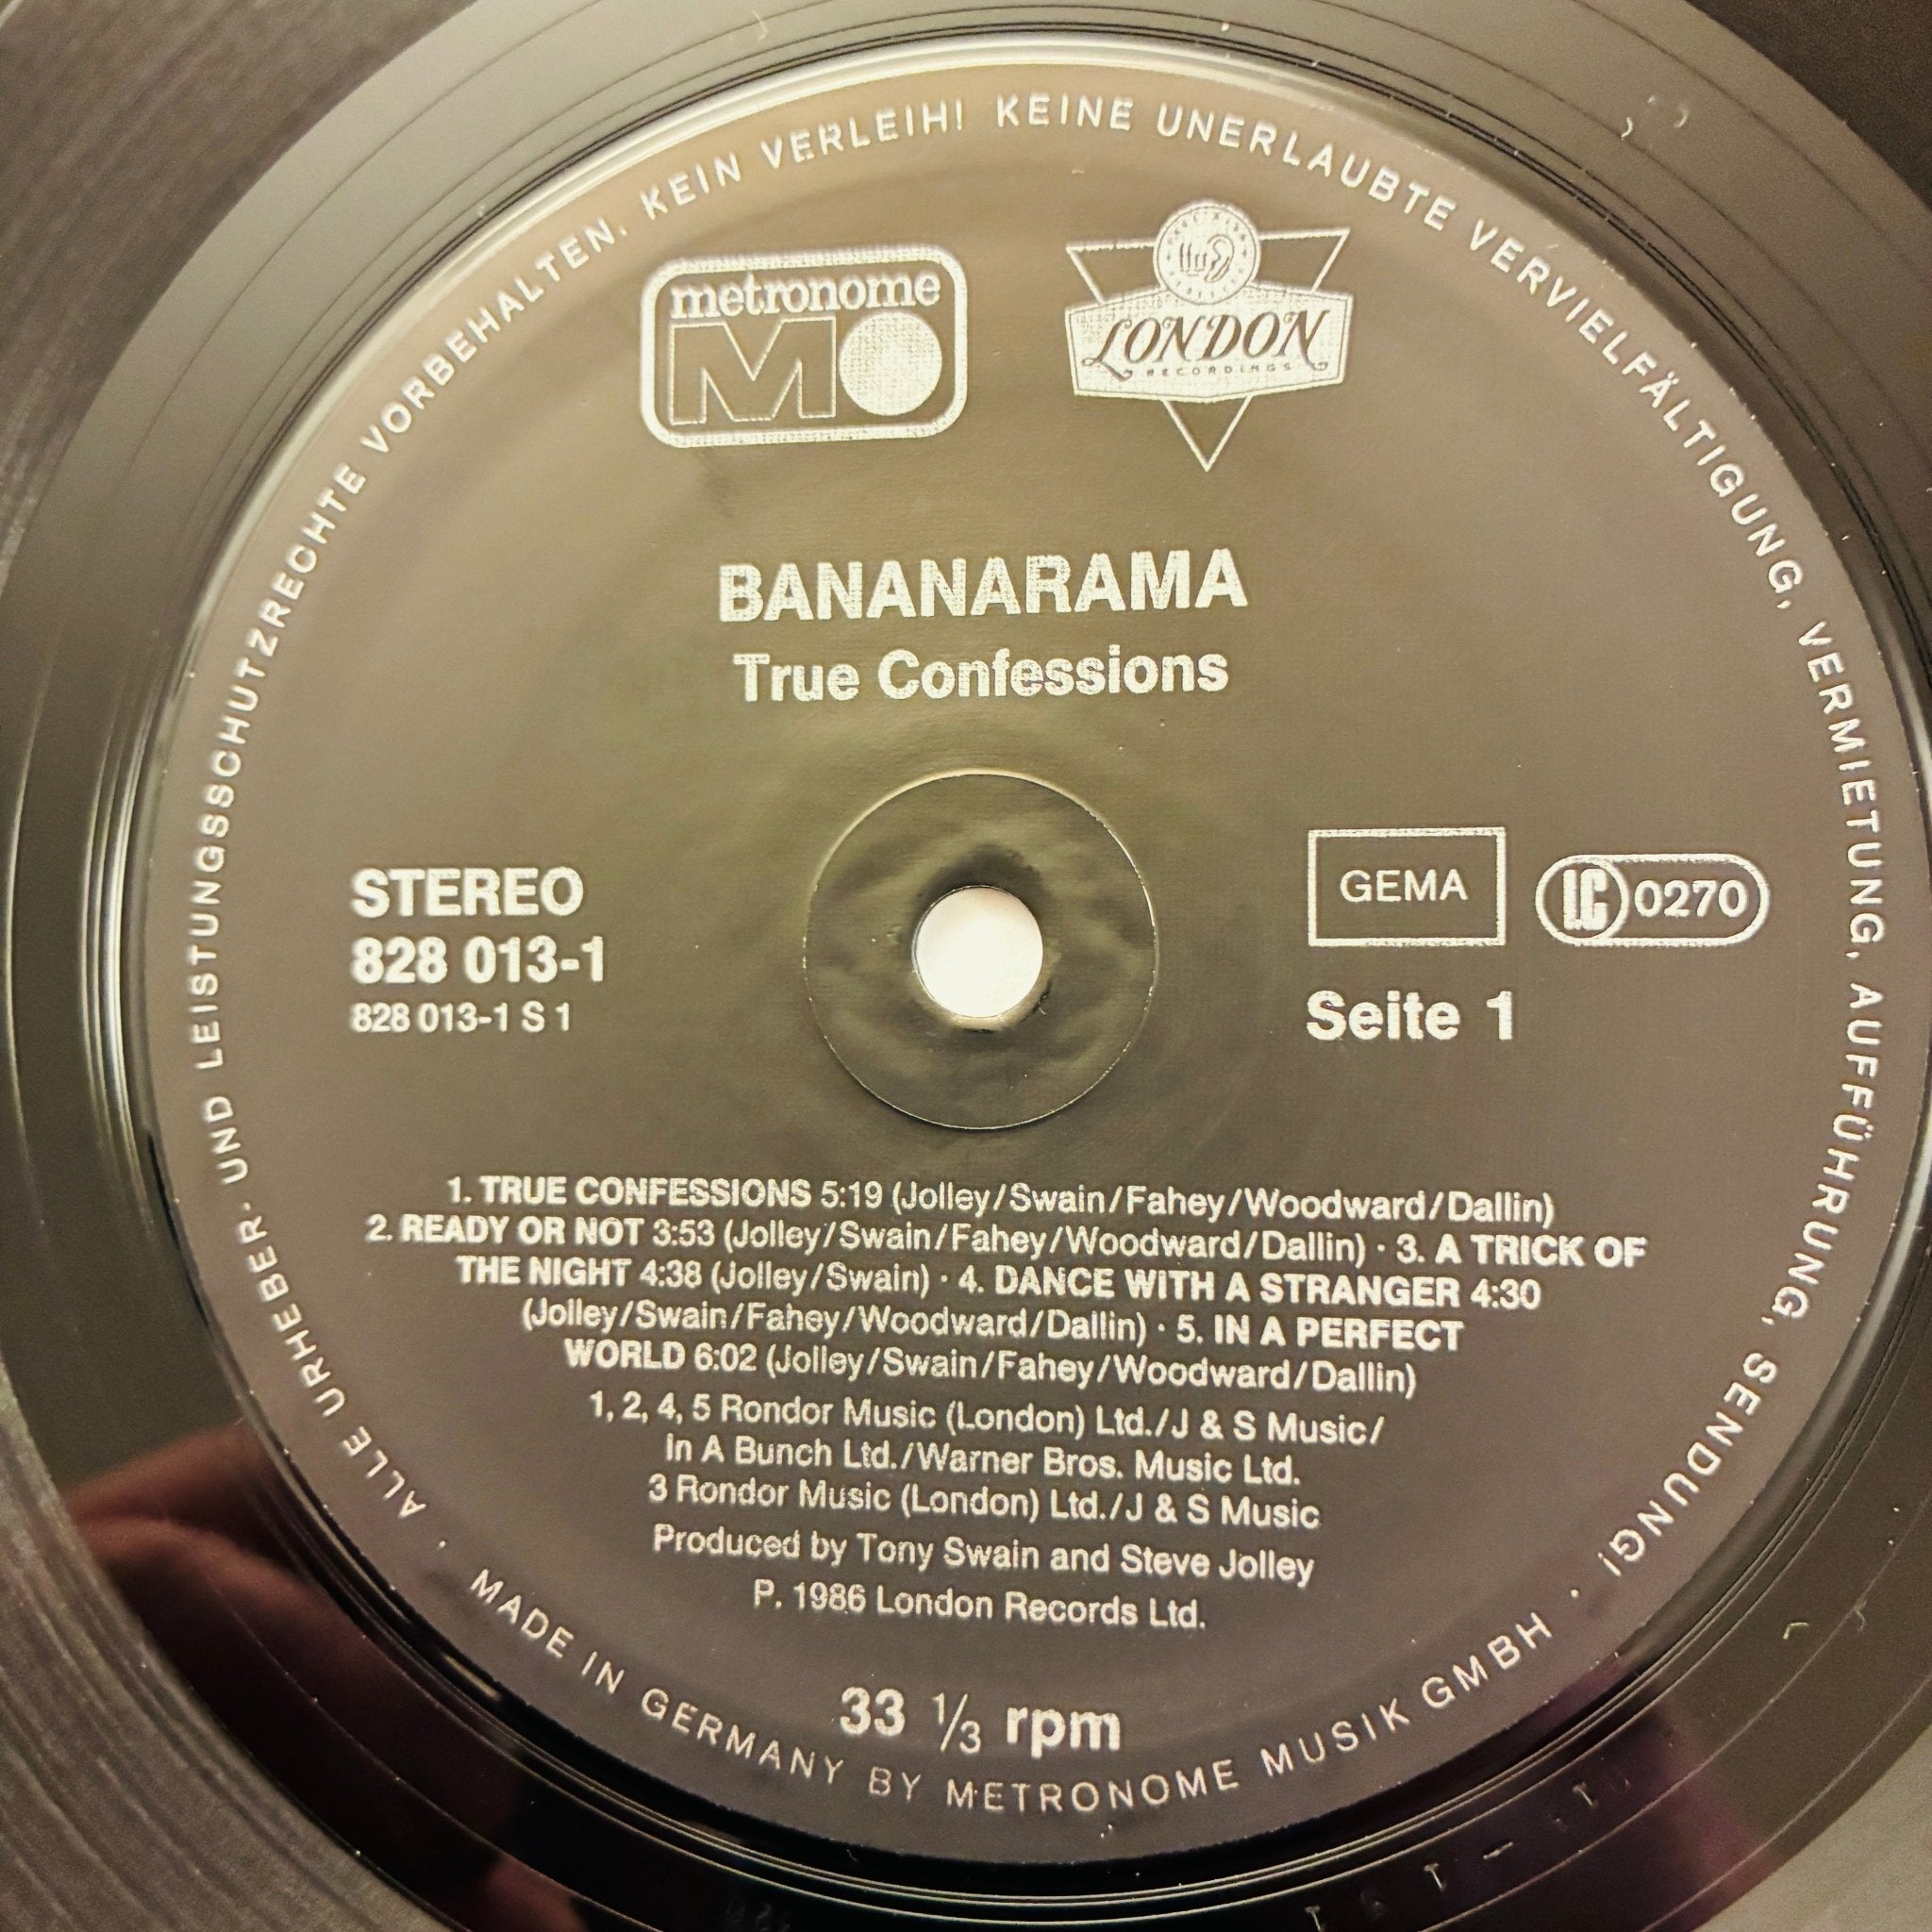 ALLE URHEBER- UND LEISTUNGSSCHUTZRECHTE VORBEHALTEN. KEIN VERLEIH! KEINE UNERLAUBTE VERVIELFÄLTIGUNG, VERMIETUNG, AUFFÜHRUNG, SENDUNG!
metronome
MO
LONDON
RECORDINGS
BANANARAMA
True Confessions
STEREO
828 013-1
828 013-1 S 1
GEMA
LC 0270
Seite 1
1. TRUE CONFESSIONS 5:19 (Jolley/Swain/Fahey/Woodward/Dallin)
2. READY OR NOT 3:53 (Jolley/Swain/Fahey/Woodward/Dallin) · 3. A TRICK OF
THE NIGHT 4:38 (Jolley/Swain) · 4. DANCE WITH A STRANGER 4:30
(Jolley/Swain/Fahey/Woodward/Dallin) · 5. IN A PERFECT
WORLD 6:02 (Jolley/Swain/Fahey/Woodward/Dallin)
1, 2, 4, 5 Rondor Music (London) Ltd./J & S Music/
In A Bunch Ltd./Warner Bros. Music Ltd.
3 Rondor Music (London) Ltd./J & S Music
Produced by Tony Swain and Steve Jolley
P. 1986 London Records Ltd.
33 1/3 rpm
· MADE IN GERMANY BY METRONOME MUSIK GMBH ·